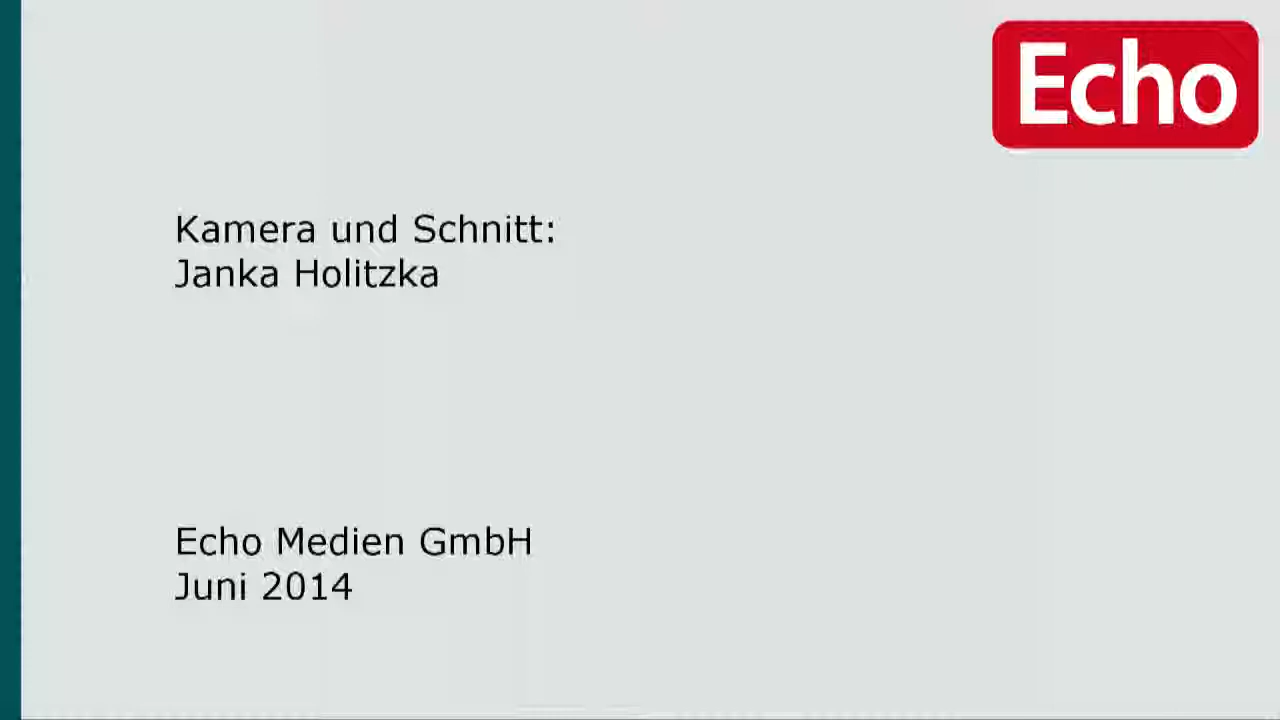 Echo
Kamera und Schnitt:
Janka Holitzka
Echo Medien GmbH
Juni 2014